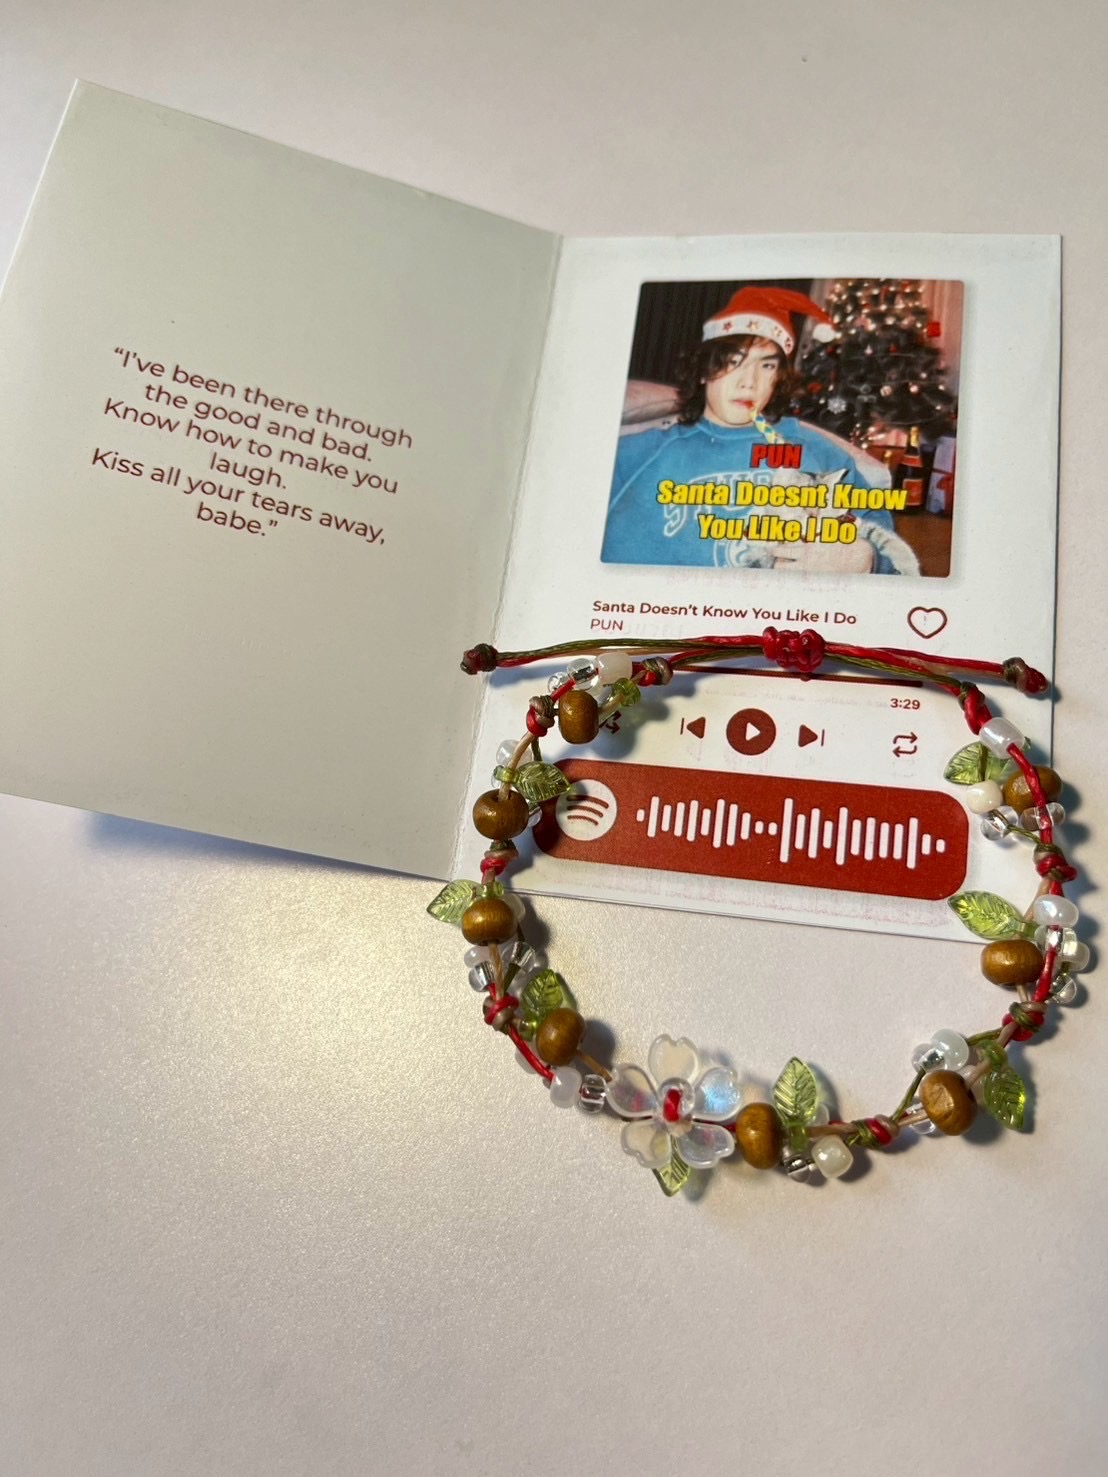 “I’ve been there through
the good and bad.
Know how to make you
laugh.
Kiss all your tears away,
babe.”
PUN
Santa Doesnt Know
You Like I Do
Santa Doesn’t Know You Like I Do
PUN
3:29